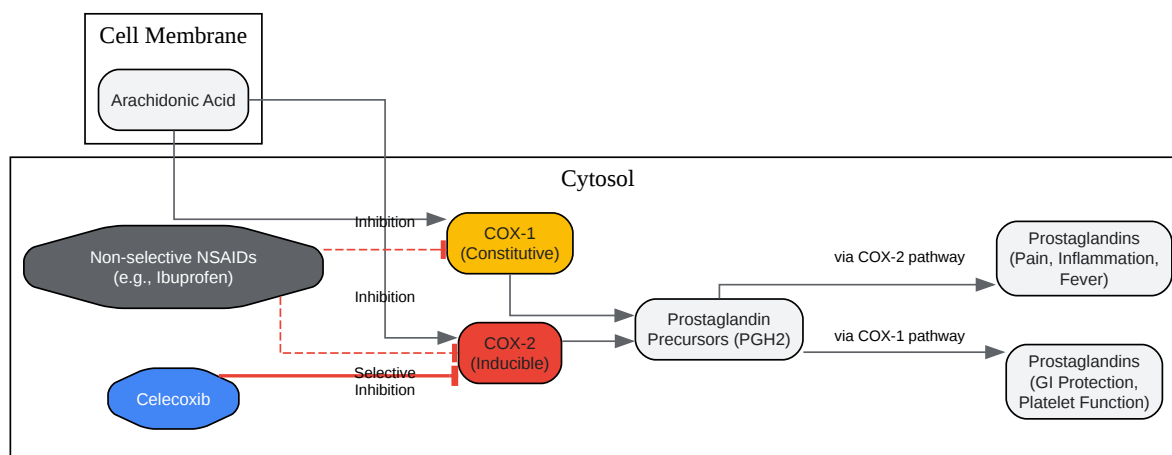 Cell Membrane
Arachidonic Acid
Cytosol
Inhibition
COX-1
(Constitutive)
Non-selective NSAIDs
(e.g., Ibuprofen)
Inhibition
COX-2
(Inducible)
Selective
Inhibition
Celecoxib
Prostaglandin
Precursors (PGH2)
via COX-2 pathway
Prostaglandins
(Pain, Inflammation,
Fever)
via COX-1 pathway
Prostaglandins
(GI Protection,
Platelet Function)